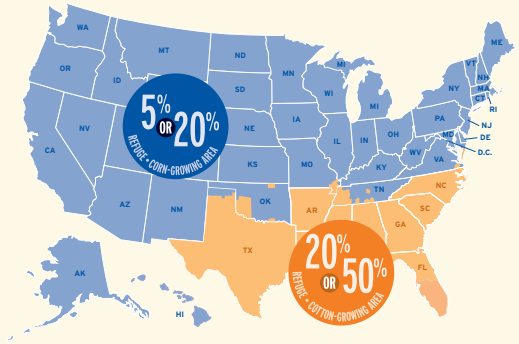 WA
OR
CA
NV
ID
MT
AZ
NM
ND
SD
NE
KS
OK
TX
MN
IA
MO
AR
WI
IL
MI
MI
IN
OH
KY
TN
WV
VA
NC
SC
GA
FL
PA
NY
VT
NH
ME
MA
CT
RI
NJ
DE
MD
D.C.
AK
HI
5%
OR
20%
REFUGE • CORN-GROWING AREA
20%
OR
50%
REFUGE • COTTON-GROWING AREA